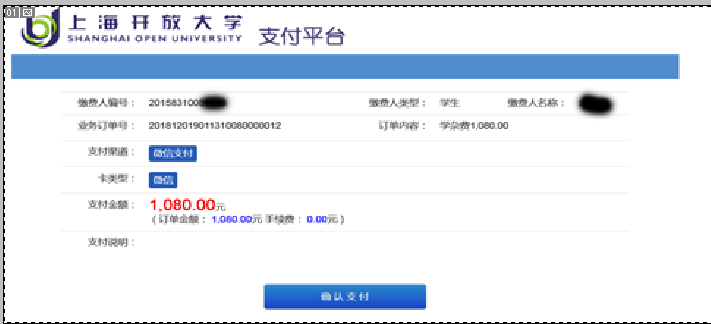 01
上海开放大学
SHANGHAI OPEN UNIVERSITY 支付平台
缴费人编号： 201583100 缴费人类型： 学生 缴费人名称：
业务订单号： 201812019011310080000012 订单内容： 学杂费1,080.00
支付渠道： 微信支付
卡类型： 微信
支付金额： 1,080.00元
（订单金额：1,080.00元 手续费：0.00元）
支付说明：
确认支付